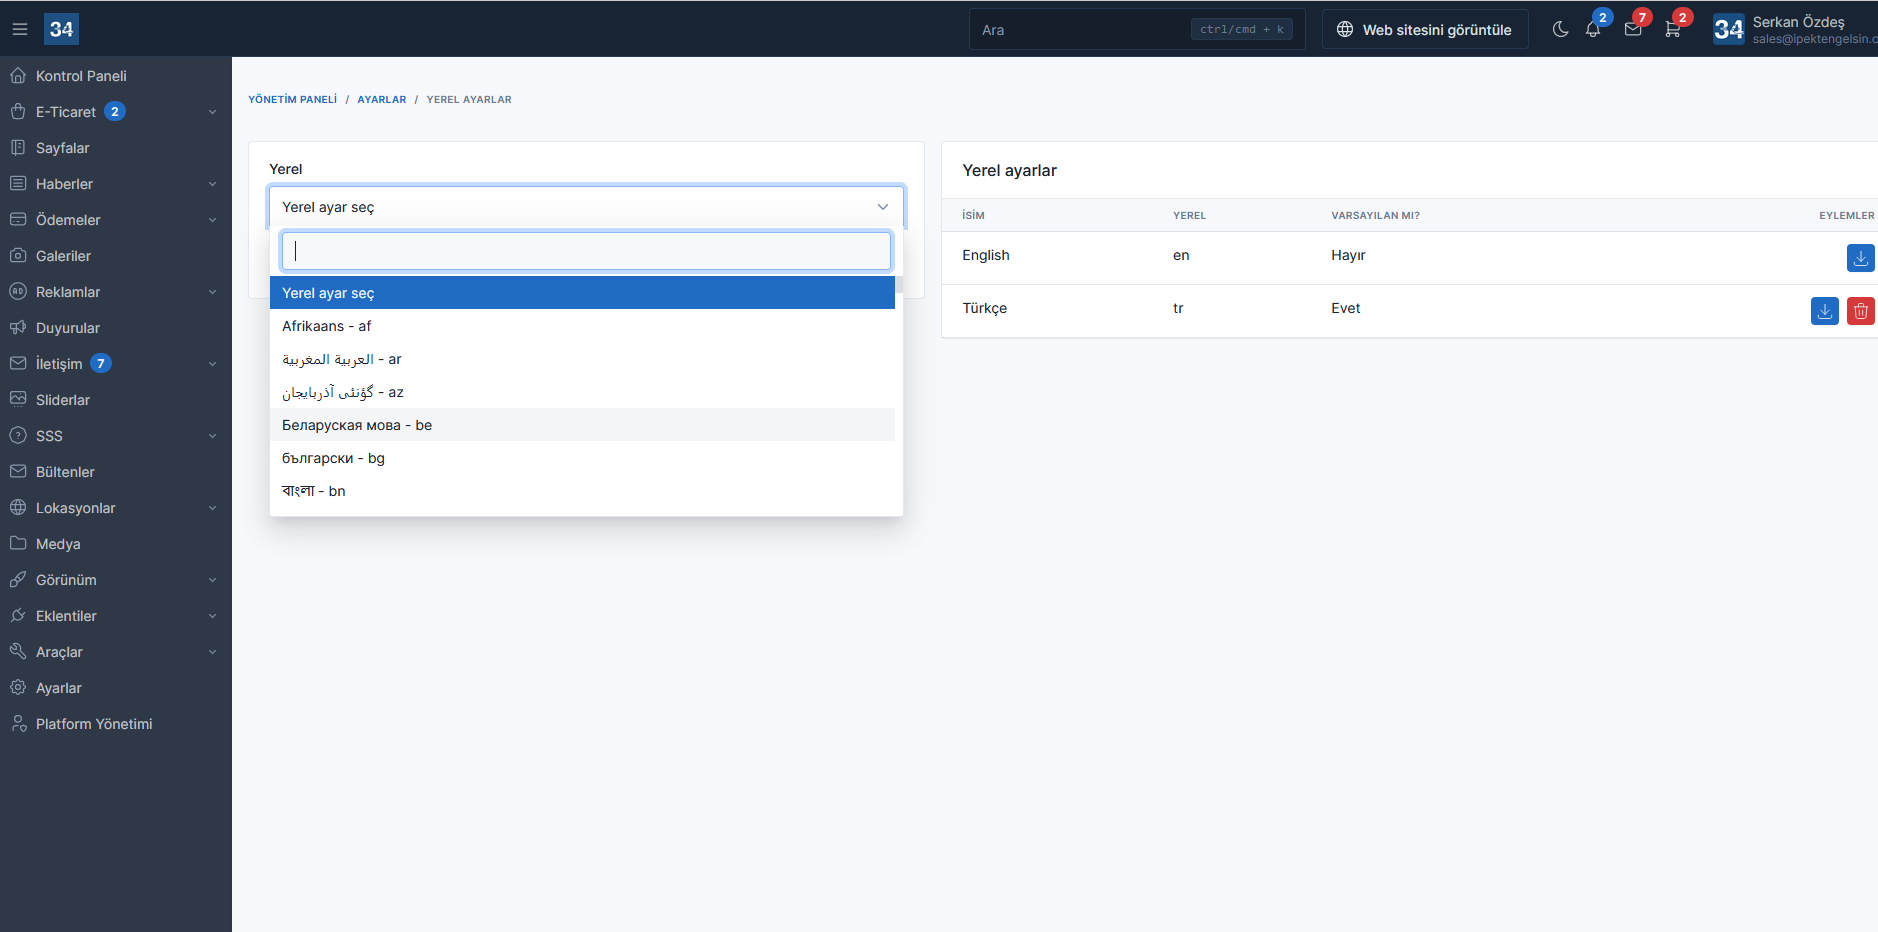 34
Ara
ctrl/cmd + k
Web sitesini görüntüle
2
7
2
34
Serkan Özdeş
sales@ipektengelsin.c
Kontrol Paneli
E-Ticaret 2
Sayfalar
Haberler
Ödemeler
Galeriler
AD Reklamlar
Duyurular
İletişim 7
Sliderlar
? SSS
Bültenler
Lokasyonlar
Medya
Görünüm
Eklentiler
Araçlar
Ayarlar
Platform Yönetimi
YÖNETİM PANELİ / AYARLAR / YEREL AYARLAR
Yerel
Yerel ayar seç
Yerel ayar seç
Afrikaans - af
العربية المغربية - ar
گؤنئی آذربایجان - az
Беларуская мова - be
български - bg
বাংলা - bn
Yerel ayarlar
İSİM YEREL VARSAYILAN MI? EYLEMLER
English en Hayır
Türkçe tr Evet